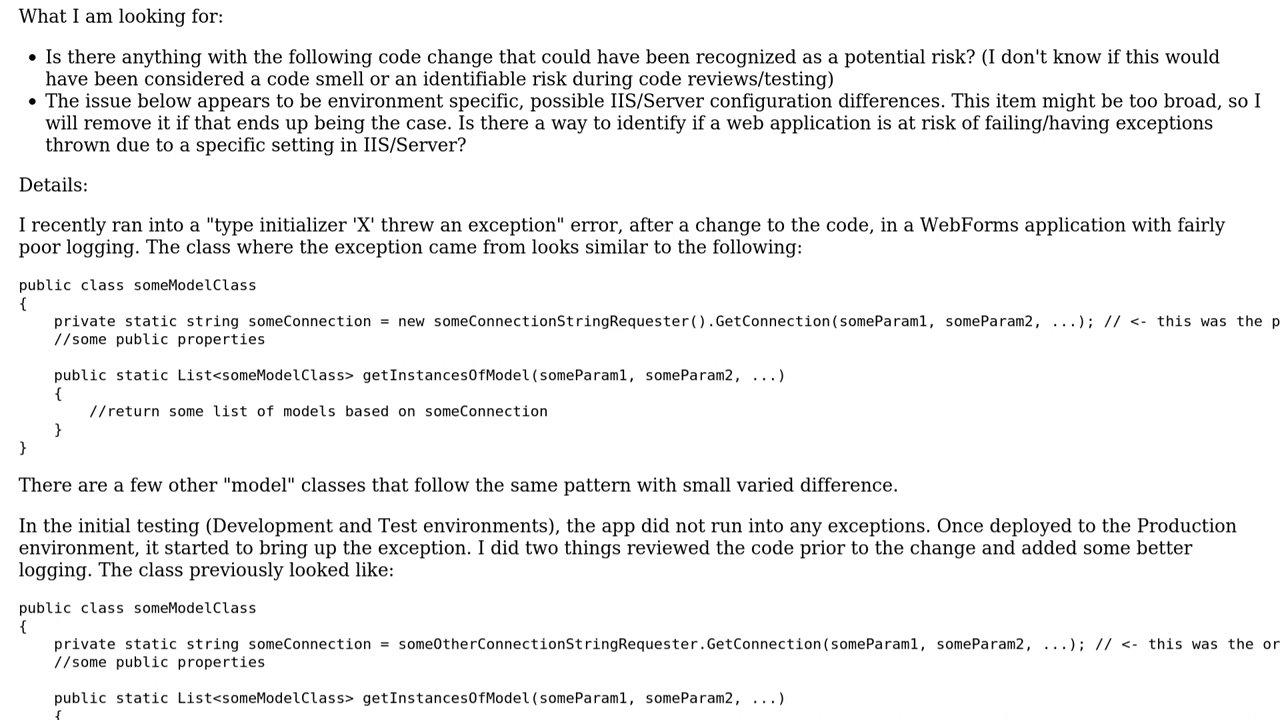 What I am looking for:
• Is there anything with the following code change that could have been recognized as a potential risk? (I don't know if this would
have been considered a code smell or an identifiable risk during code reviews/testing)
• The issue below appears to be environment specific, possible IIS/Server configuration differences. This item might be too broad, so I
will remove it if that ends up being the case. Is there a way to identify if a web application is at risk of failing/having exceptions
thrown due to a specific setting in IIS/Server?
Details:
I recently ran into a "type initializer 'X' threw an exception" error, after a change to the code, in a WebForms application with fairly
poor logging. The class where the exception came from looks similar to the following:
public class someModelClass
{
    private static string someConnection = new someConnectionStringRequester().GetConnection(someParam1, someParam2, ...); // <- this was the
    //some public properties
    public static List<someModelClass> getInstancesOfModel(someParam1, someParam2, ...)
    {
        //return some list of models based on someConnection
    }
}
There are a few other "model" classes that follow the same pattern with small varied difference.
In the initial testing (Development and Test environments), the app did not run into any exceptions. Once deployed to the Production
environment, it started to bring up the exception. I did two things reviewed the code prior to the change and added some better
logging. The class previously looked like:
public class someModelClass
{
    private static string someConnection = someOtherConnectionStringRequester.GetConnection(someParam1, someParam2, ...); // <- this was the
    //some public properties
    public static List<someModelClass> getInstancesOfModel(someParam1, someParam2, ...)
    {